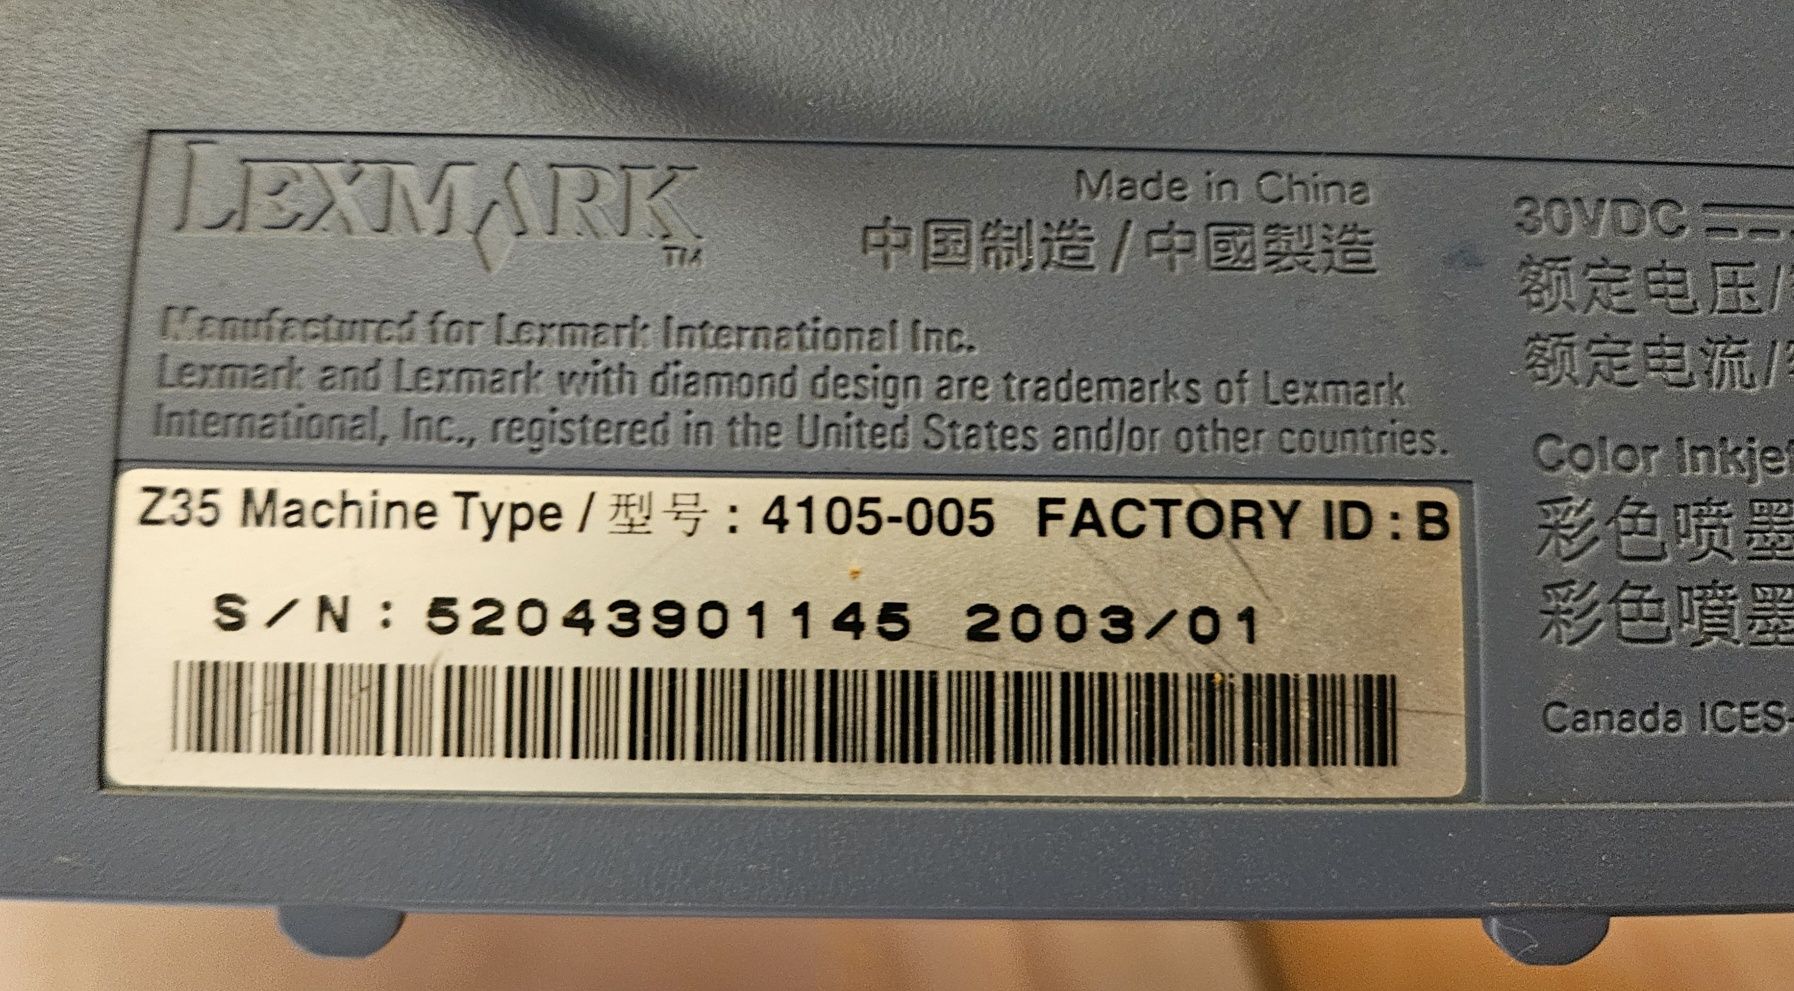 LEXMARK
TM
Made in China
中国制造/中國製造
Manufactured for Lexmark International Inc.
Lexmark and Lexmark with diamond design are trademarks of Lexmark
International, Inc., registered in the United States and/or other countries.
Z35 Machine Type / 型号 : 4105-005 FACTORY ID : B
S/N: 52043901145 2003/01
30VDC
额定电压/
额定电流/
Color Inkjet
彩色喷墨
彩色噴墨
Canada ICES-